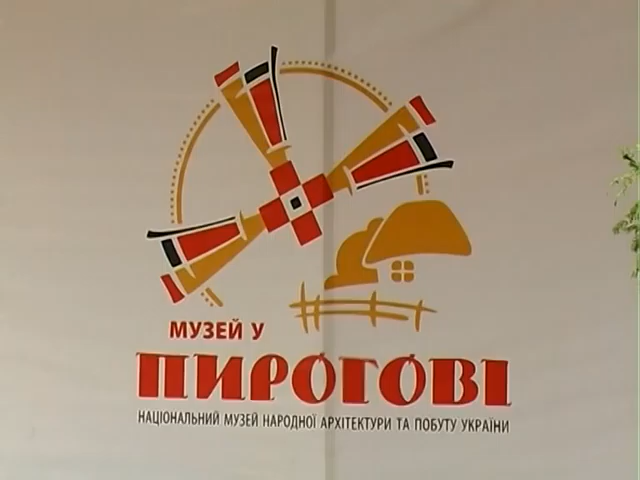 МУЗЕЙ У
ПИРОГОВІ
НАЦІОНАЛЬНИЙ МУЗЕЙ НАРОДНОЇ АРХІТЕКТУРИ ТА ПОБУТУ УКРАЇНИ